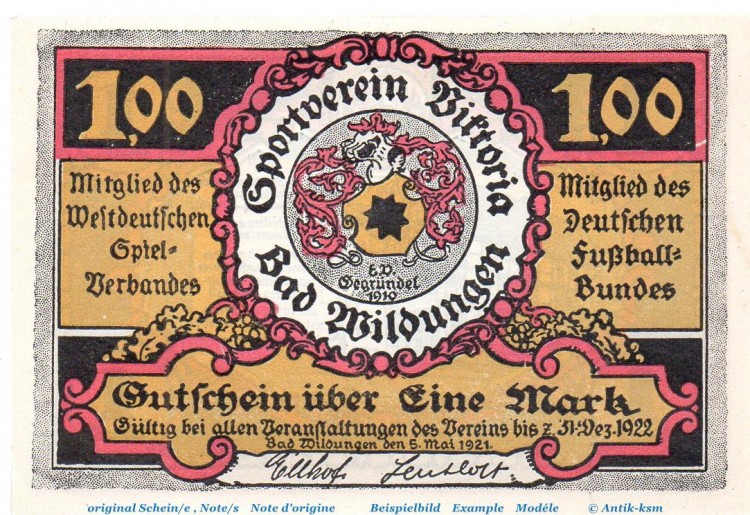 1,00
1,00
Sportverein Viktoria
Bad Wildungen
E.V.
Gegründet
1910
Mitglied des
Westdeutschen
Spiel-
Verbandes
Mitglied des
Deutschen
Fußball-
Bundes
Gutschein über Eine Mark
Gültig bei allen Veranstaltungen des Vereins bis z. 31. Dez. 1922
Bad Wildungen den 5. Mai 1921.
original Schein/e , Note/s Note d'origine Beispielbild Example Modéle © Antik-ksm